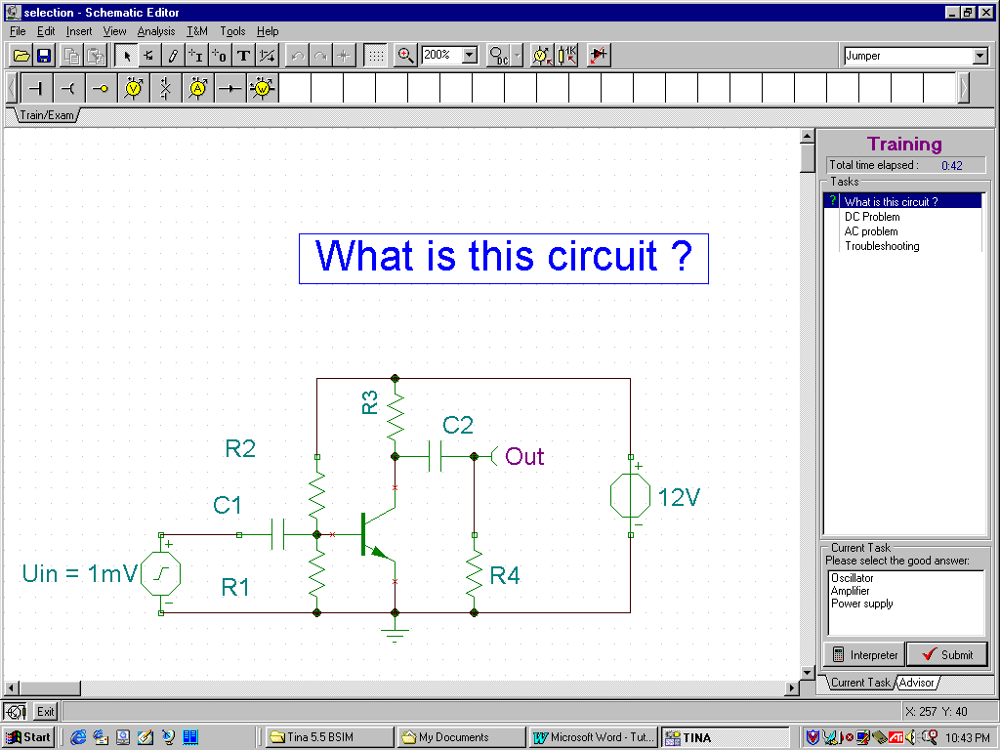 selection - Schematic Editor
File Edit Insert View Analysis T&M Tools Help
200%
DC
1K
Jumper
Train/Exam
Training
Total time elapsed : 0:42
Tasks
? What is this circuit ?
DC Problem
AC problem
Troubleshooting
What is this circuit ?
R3
C2
R2
Out
C1
12V
Uin = 1mV
R1
R4
Current Task
Please select the good answer:
Oscillator
Amplifier
Power supply
Interpreter Submit
Current Task Advisor
Exit
X: 257 Y: 40
Start
Tina 5.5 BSIM
My Documents
Microsoft Word - Tut...
TINA
10:43 PM